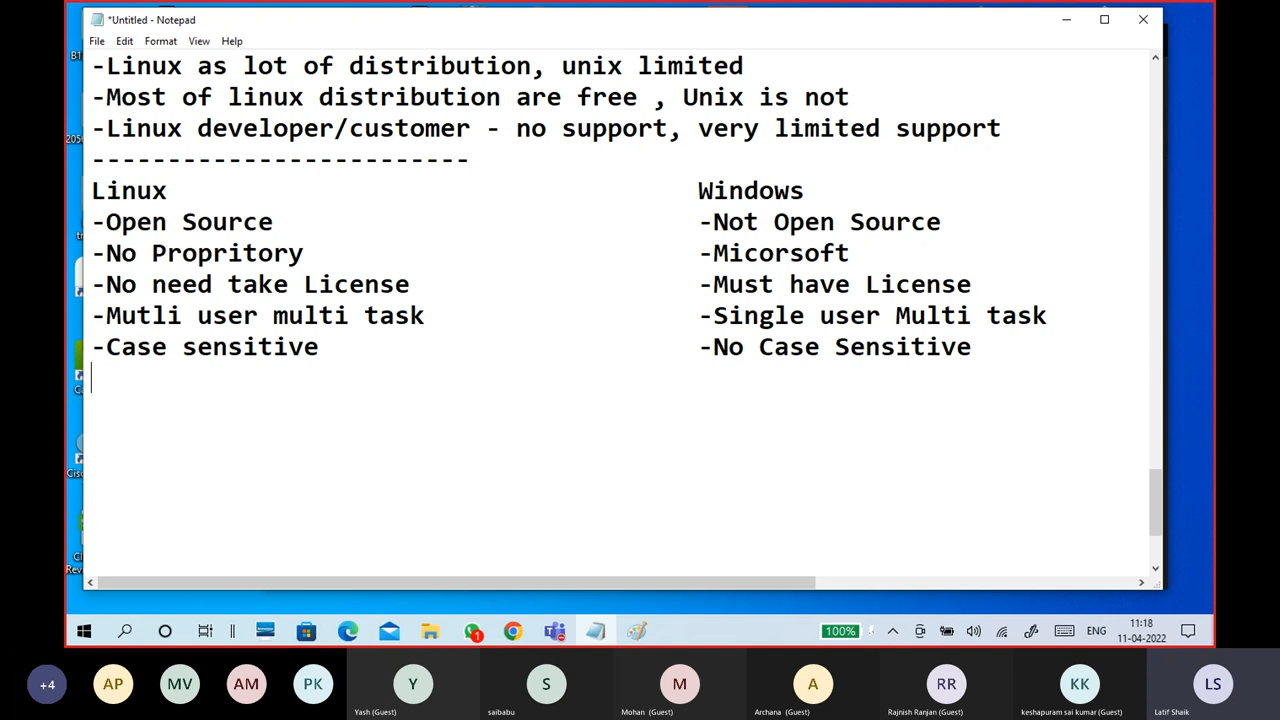 *Untitled - Notepad
File Edit Format View Help
-Linux as lot of distribution, unix limited
-Most of linux distribution are free , Unix is not
-Linux developer/customer - no support, very limited support
-------------------------
Linux Windows
-Open Source -Not Open Source
-No Propritory -Micorsoft
-No need take License -Must have License
-Mutli user multi task -Single user Multi task
-Case sensitive -No Case Sensitive
100% ENG 11:18
11-04-2022
1
+4 AP MV AM PK Y S M A RR KK LS
Yash (Guest) saibabu Mohan (Guest) Archana (Guest) Rajnish Ranjan (Guest) keshapuram sai kumar (Guest) Latif Shaik